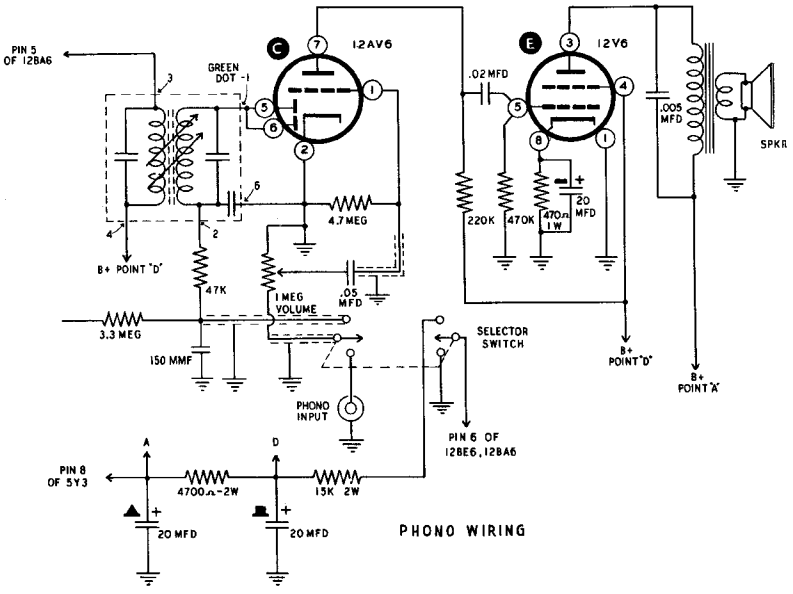 PIN 5
OF 12BA6
3
GREEN
DOT -1
C
7
12AV6
1
5
6
2
6
4
2
B+ POINT "D"
4.7 MEG
47K
1 MEG
VOLUME
.05
MFD
3.3 MEG
150 MMF
PHONO
INPUT
E
3
12V6
.02 MFD
4
5
8
1
+
220K
470K
470Ω
1W
20
MFD
.005
MFD
SPKR
SELECTOR
SWITCH
B+
POINT "D"
B+
POINT "A"
PIN 6 OF
12BE6, 12BA6
A
D
PIN 8
OF 5Y3
4700Ω-2W
15K 2W
+
20 MFD
+
20 MFD
PHONO WIRING